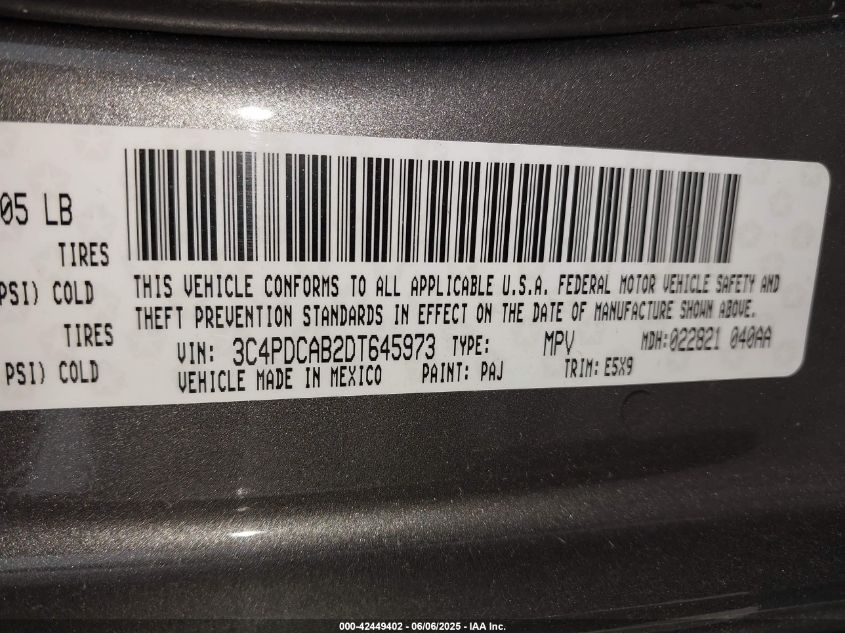 05 LB
TIRES
PSI) COLD
TIRES
PSI) COLD
THIS VEHICLE CONFORMS TO ALL APPLICABLE U.S.A. FEDERAL MOTOR VEHICLE SAFETY AND
THEFT PREVENTION STANDARDS IN EFFECT ON THE DATE OF MANUFACTURE SHOWN ABOVE.
VIN: 3C4PDCAB2DT645973 TYPE: MPV MDH:022821 040AA
VEHICLE MADE IN MEXICO PAINT: PAJ TRIM: E5X9
000-42449402 - 06/06/2025 - IAA Inc.